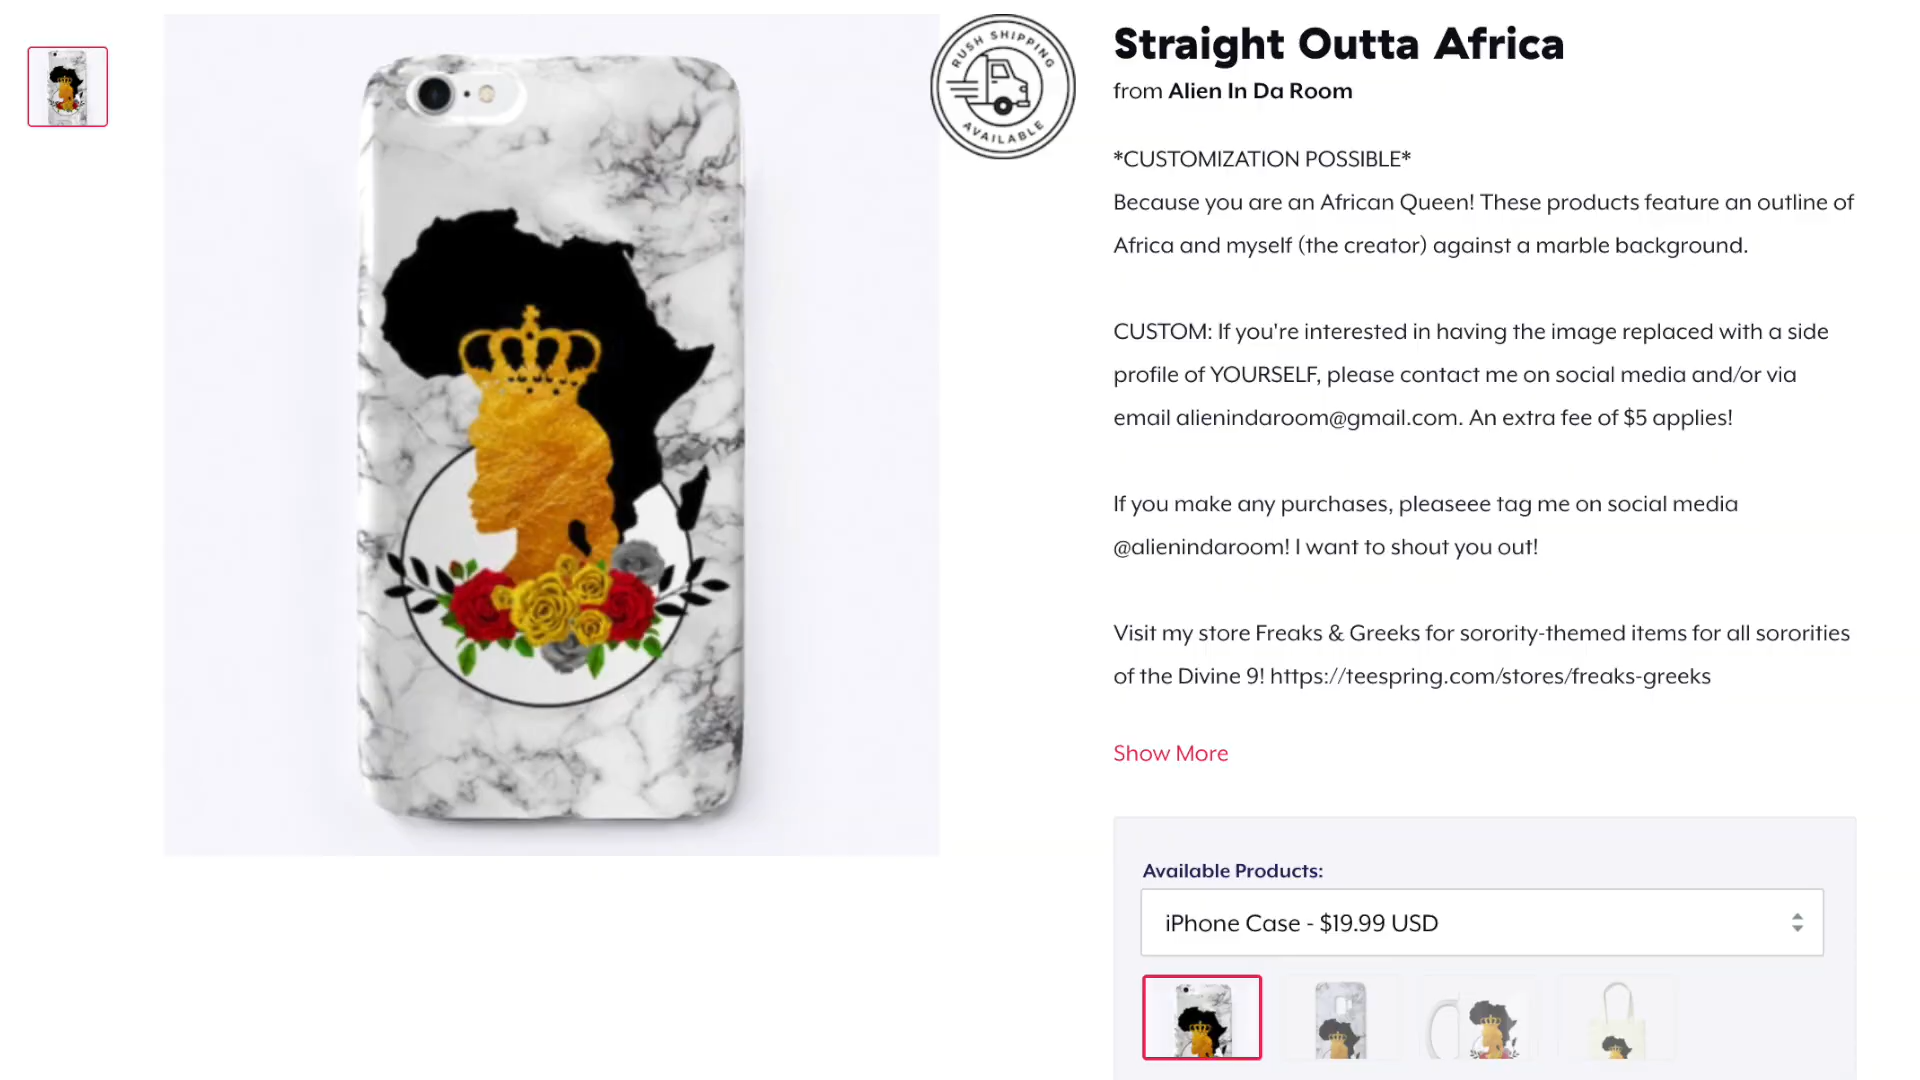 RUSH SHIPPING
AVAILABLE
Straight Outta Africa
from Alien In Da Room
*CUSTOMIZATION POSSIBLE*
Because you are an African Queen! These products feature an outline of
Africa and myself (the creator) against a marble background.
CUSTOM: If you're interested in having the image replaced with a side
profile of YOURSELF, please contact me on social media and/or via
email alienindaroom@gmail.com. An extra fee of $5 applies!
If you make any purchases, pleaseee tag me on social media
@alienindaroom! I want to shout you out!
Visit my store Freaks & Greeks for sorority-themed items for all sororities
of the Divine 9! https://teespring.com/stores/freaks-greeks
Show More
Available Products:
iPhone Case - $19.99 USD